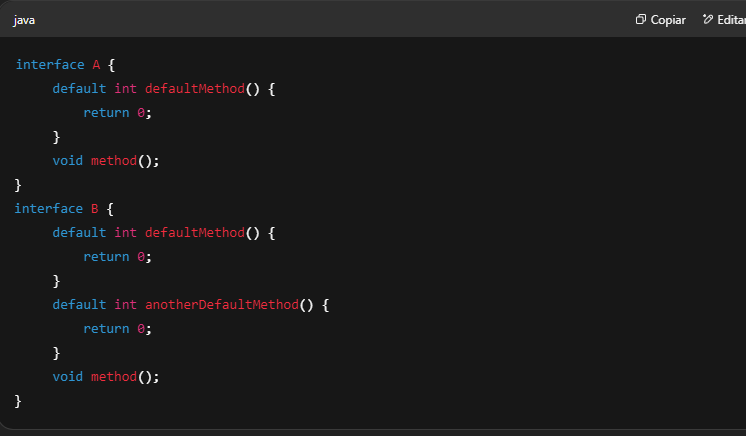 java
Copiar
Editar
interface A {
default int defaultMethod() {
return 0;
}
void method();
}
interface B {
default int defaultMethod() {
return 0;
}
default int anotherDefaultMethod() {
return 0;
}
void method();
}